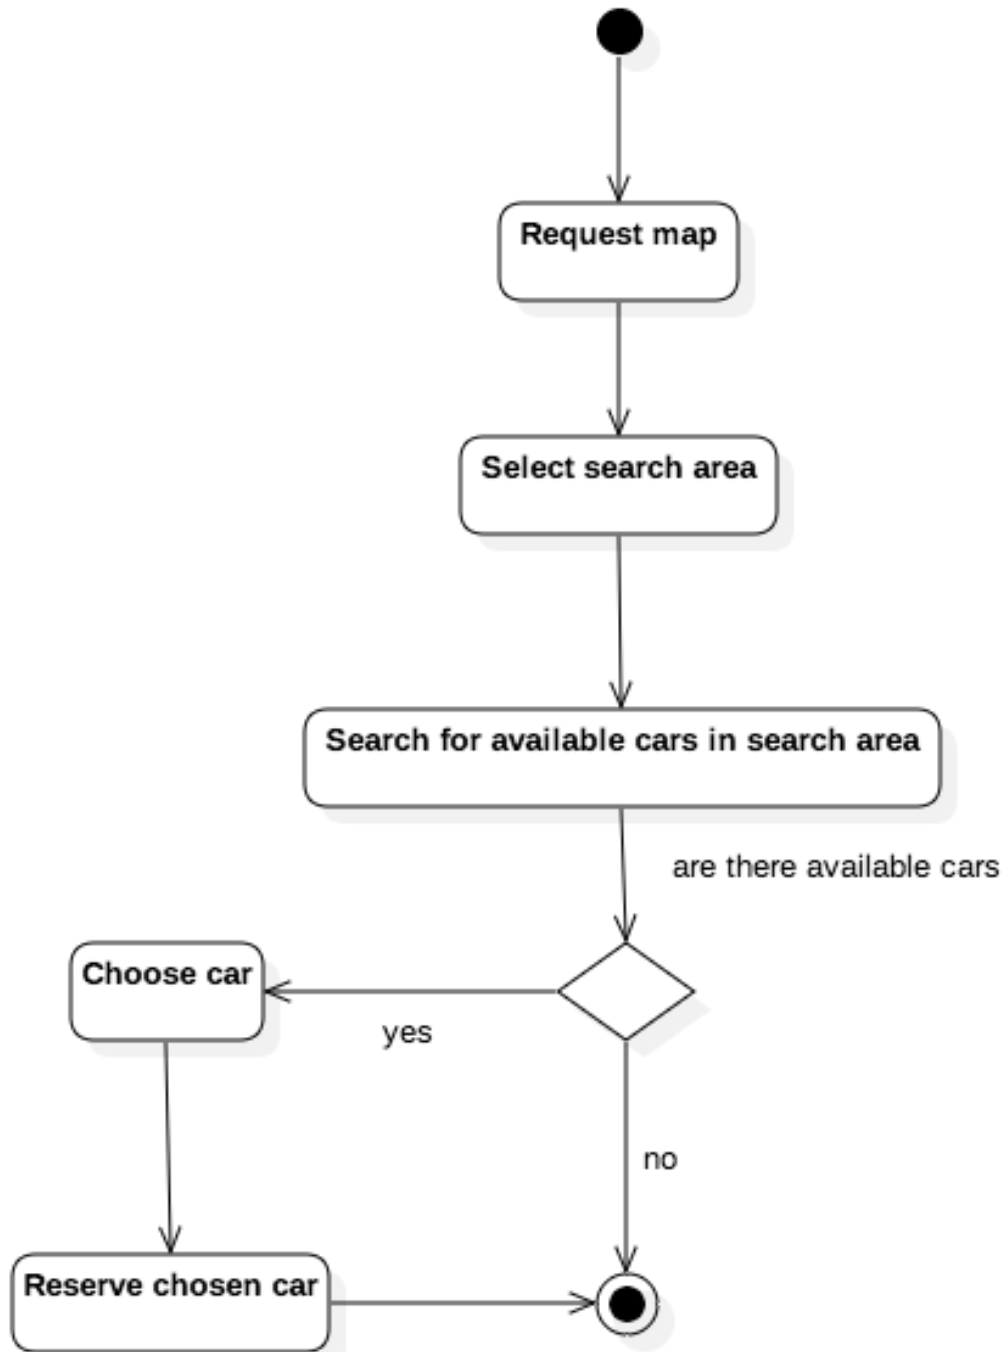 Request map
Select search area
Search for available cars in search area
are there available cars
Choose car
yes
no
Reserve chosen car